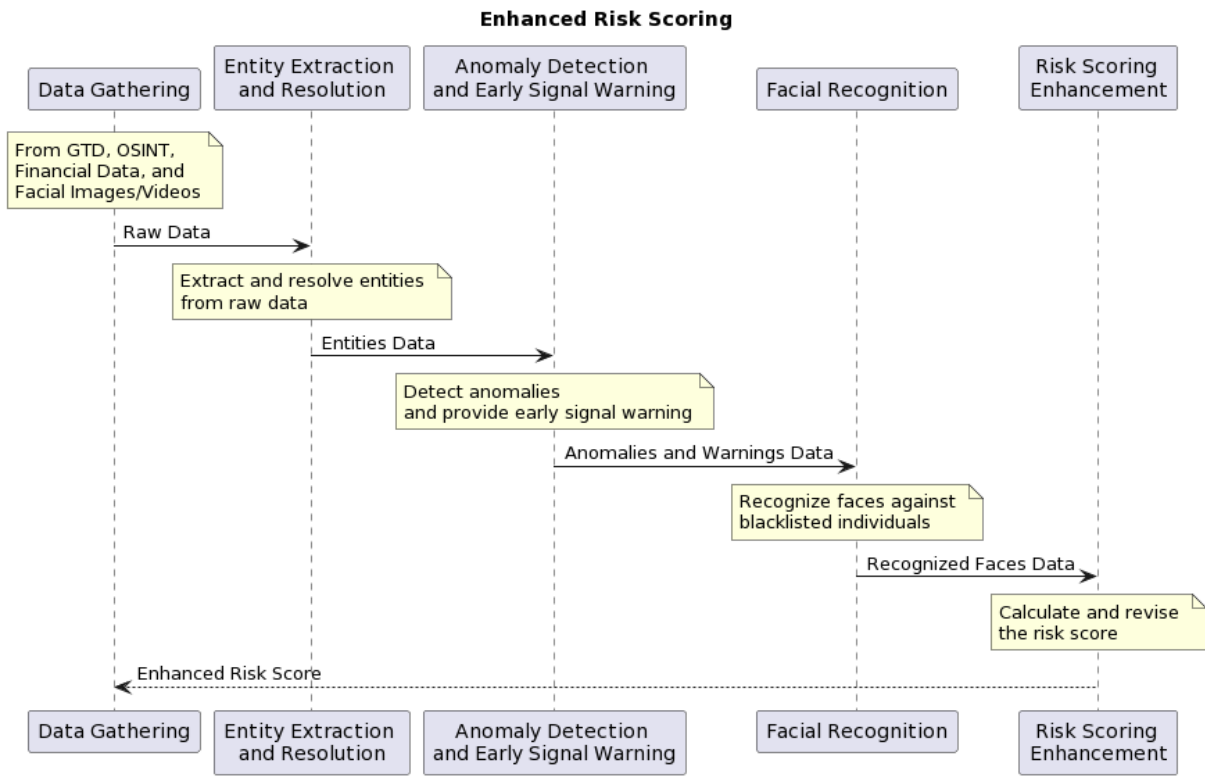 Enhanced Risk Scoring
Data Gathering
Entity Extraction
and Resolution
Anomaly Detection
and Early Signal Warning
Facial Recognition
Risk Scoring
Enhancement
From GTD, OSINT,
Financial Data, and
Facial Images/Videos
Raw Data
Extract and resolve entities
from raw data
Entities Data
Detect anomalies
and provide early signal warning
Anomalies and Warnings Data
Recognize faces against
blacklisted individuals
Recognized Faces Data
Calculate and revise
the risk score
Enhanced Risk Score
Data Gathering
Entity Extraction
and Resolution
Anomaly Detection
and Early Signal Warning
Facial Recognition
Risk Scoring
Enhancement